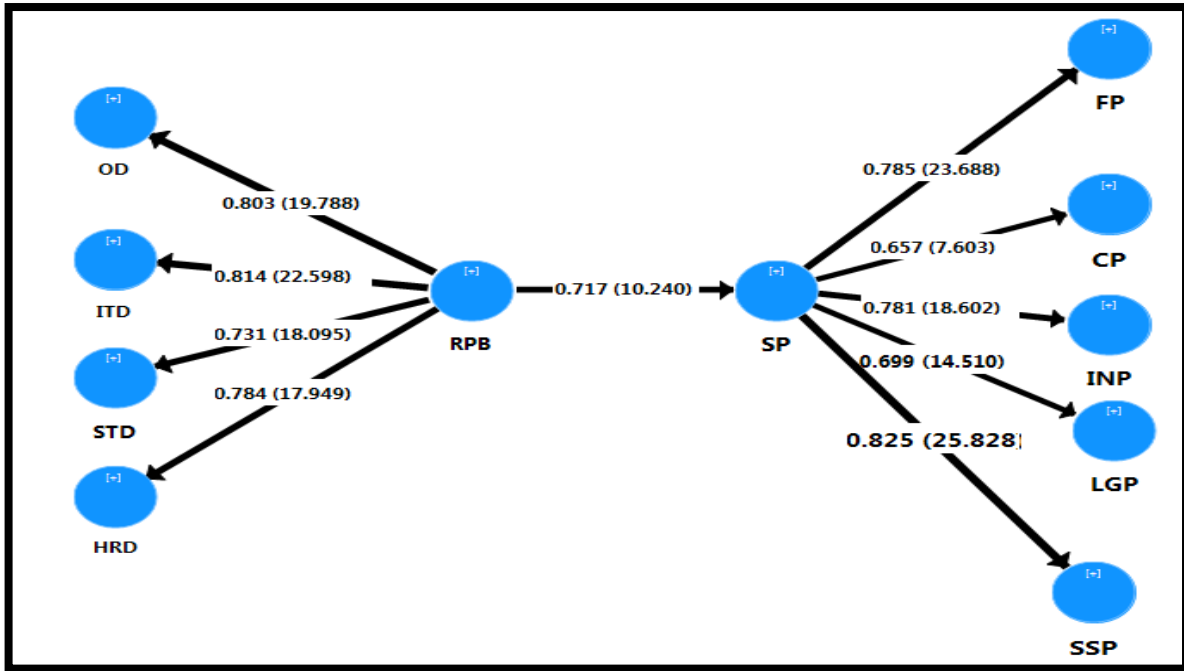 [+]
FP
[+]
OD
0.785 (23.688)
[+]
CP
0.803 (19.788)
[+]
ITD
0.814 (22.598)
0.657 (7.603)
[+]
RPB
0.717 (10.240)
[+]
SP
0.781 (18.602)
[+]
INP
0.731 (18.095)
[+]
STD
0.699 (14.510)
0.784 (17.949)
[+]
LGP
0.825 (25.828)
[+]
HRD
[+]
SSP